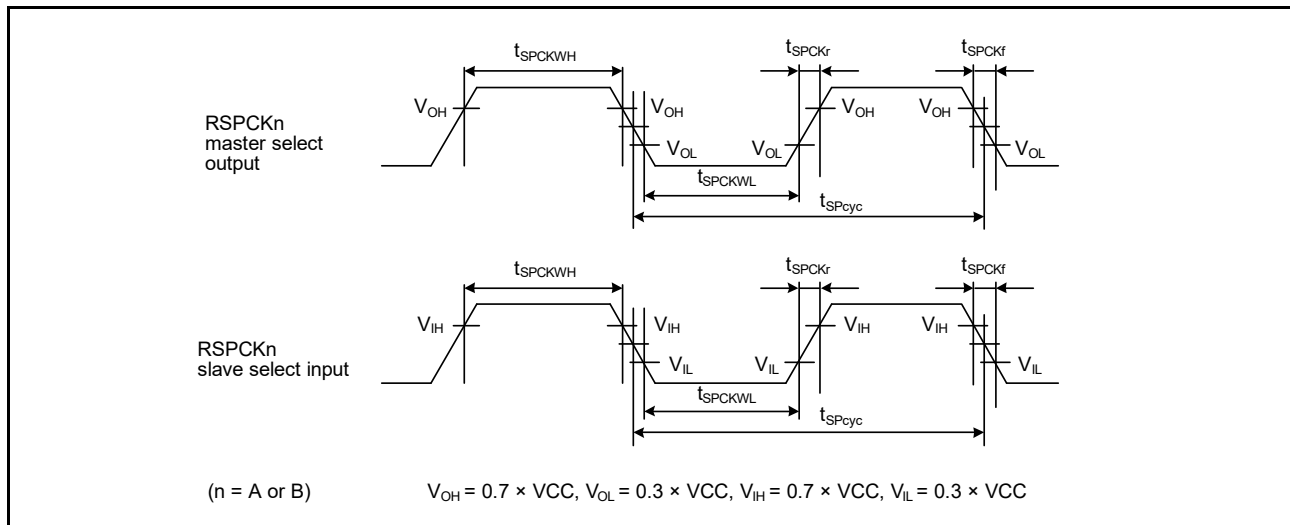 tSPCKWH
tSPCKr
tSPCKf
VOH
VOH
VOH
VOH
RSPCKn
master select
output
VOL
VOL
VOL
tSPCKWL
tSPcyc
tSPCKWH
tSPCKr
tSPCKf
VIH
VIH
VIH
VIH
RSPCKn
slave select input
VIL
VIL
VIL
tSPCKWL
tSPcyc
(n = A or B)
VOH = 0.7 × VCC, VOL = 0.3 × VCC, VIH = 0.7 × VCC, VIL = 0.3 × VCC